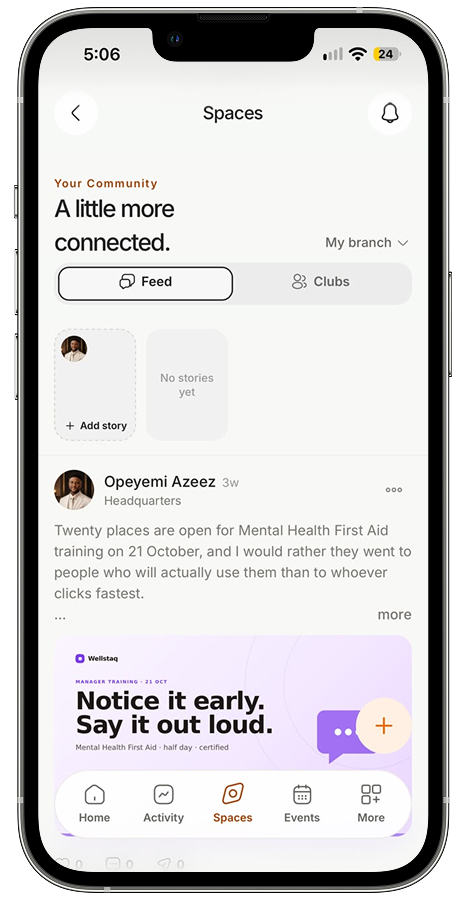 5:06
24
Spaces
Your Community
A little more
connected.
My branch
Feed
Clubs
No stories
yet
+ Add story
Opeyemi Azeez 3w
Headquarters
Twenty places are open for Mental Health First Aid
training on 21 October, and I would rather they went to
people who will actually use them than to whoever
clicks fastest.
...
more
Wellstaq
MANAGER TRAINING · 21 OCT
Notice it early.
Say it out loud.
Mental Health First Aid · half day · certified
Home
Activity
Spaces
Events
More
0
0
0